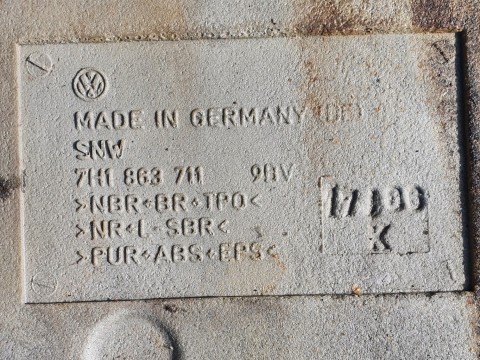 MADE IN GERMANY (DE)
SNW
7H1 863 711 9BV
>NBR+BR+TPO<
>NR+L-SBR<
>PUR+ABS+EPS<
K